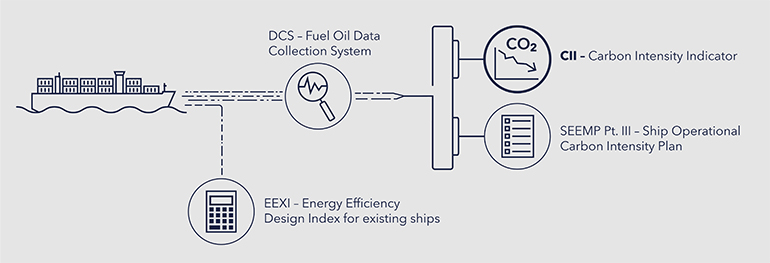 DCS – Fuel Oil Data
Collection System
CO₂
CII – Carbon Intensity Indicator
SEEMP Pt. III – Ship Operational
Carbon Intensity Plan
EEXI – Energy Efficiency
Design Index for existing ships